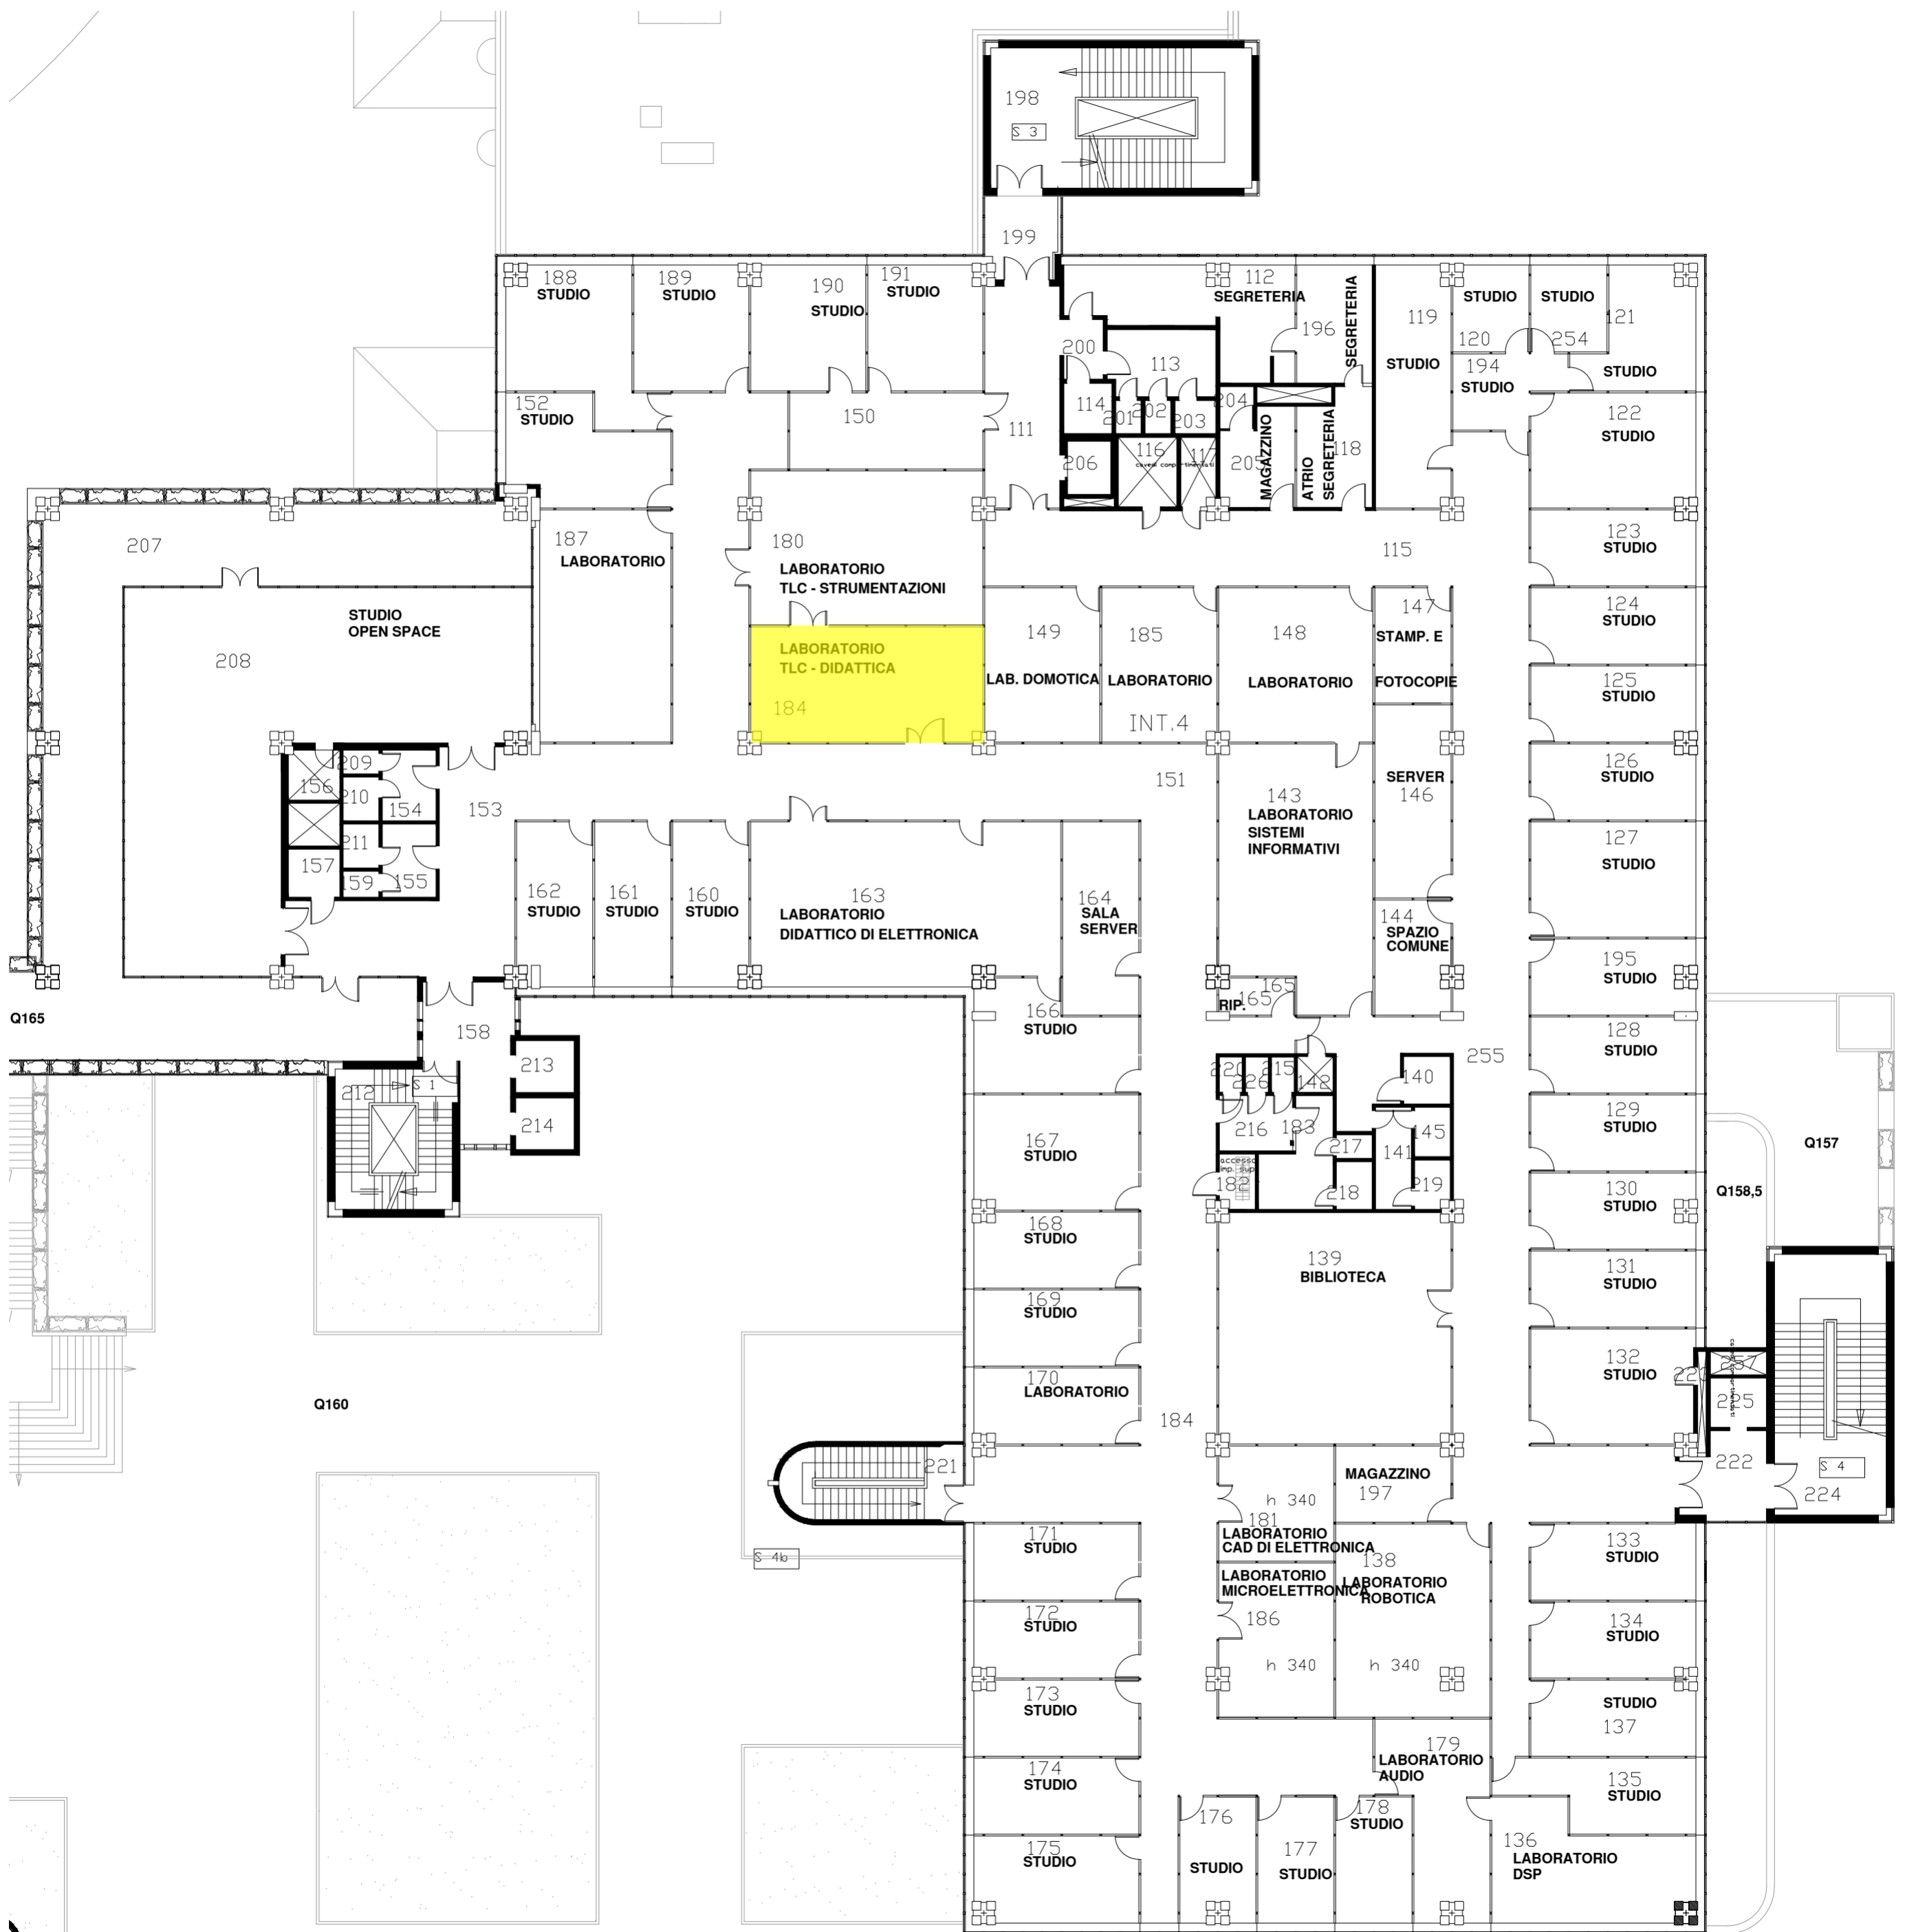 198
S 3
199
188
STUDIO
189
STUDIO
190
STUDIO
191
STUDIO
112
SEGRETERIA
196
SEGRETERIA
119
STUDIO
STUDIO
120
STUDIO
254
121
STUDIO
194
STUDIO
200
113
114
201
202
203
204
152
STUDIO
150
111
206
116
117
205
MAGAZZINO
ATRIO
SEGRETERIA
118
122
STUDIO
207
187
LABORATORIO
180
LABORATORIO
TLC - STRUMENTAZIONI
115
123
STUDIO
STUDIO
OPEN SPACE
208
LABORATORIO
TLC - DIDATTICA
184
149
LAB. DOMOTICA
185
LABORATORIO
INT.4
148
LABORATORIO
147
STAMP. E
FOTOCOPIE
124
STUDIO
125
STUDIO
156
209
210
154
211
157
159
155
153
151
143
LABORATORIO
SISTEMI
INFORMATIVI
SERVER
146
126
STUDIO
127
STUDIO
162
STUDIO
161
STUDIO
160
STUDIO
163
LABORATORIO
DIDATTICO DI ELETTRONICA
164
SALA
SERVER
144
SPAZIO
COMUNE
195
STUDIO
Q165
158
213
214
212
S 1
166
STUDIO
RIP.
165
165
255
128
STUDIO
220
226
215
142
140
167
STUDIO
216
183
217
141
145
129
STUDIO
Q157
accesso
imp. sup
182
218
219
130
STUDIO
Q158,5
168
STUDIO
139
BIBLIOTECA
131
STUDIO
169
STUDIO
170
LABORATORIO
132
STUDIO
225
Q160
184
221
MAGAZZINO
197
222
S 4
224
h 340
181
LABORATORIO
CAD DI ELETTRONICA
S 4b
171
STUDIO
138
LABORATORIO
ROBOTICA
133
STUDIO
LABORATORIO
MICROELETTRONICA
186
172
STUDIO
134
STUDIO
h 340
h 340
173
STUDIO
STUDIO
137
174
STUDIO
179
LABORATORIO
AUDIO
135
STUDIO
176
STUDIO
177
STUDIO
178
STUDIO
175
STUDIO
136
LABORATORIO
DSP